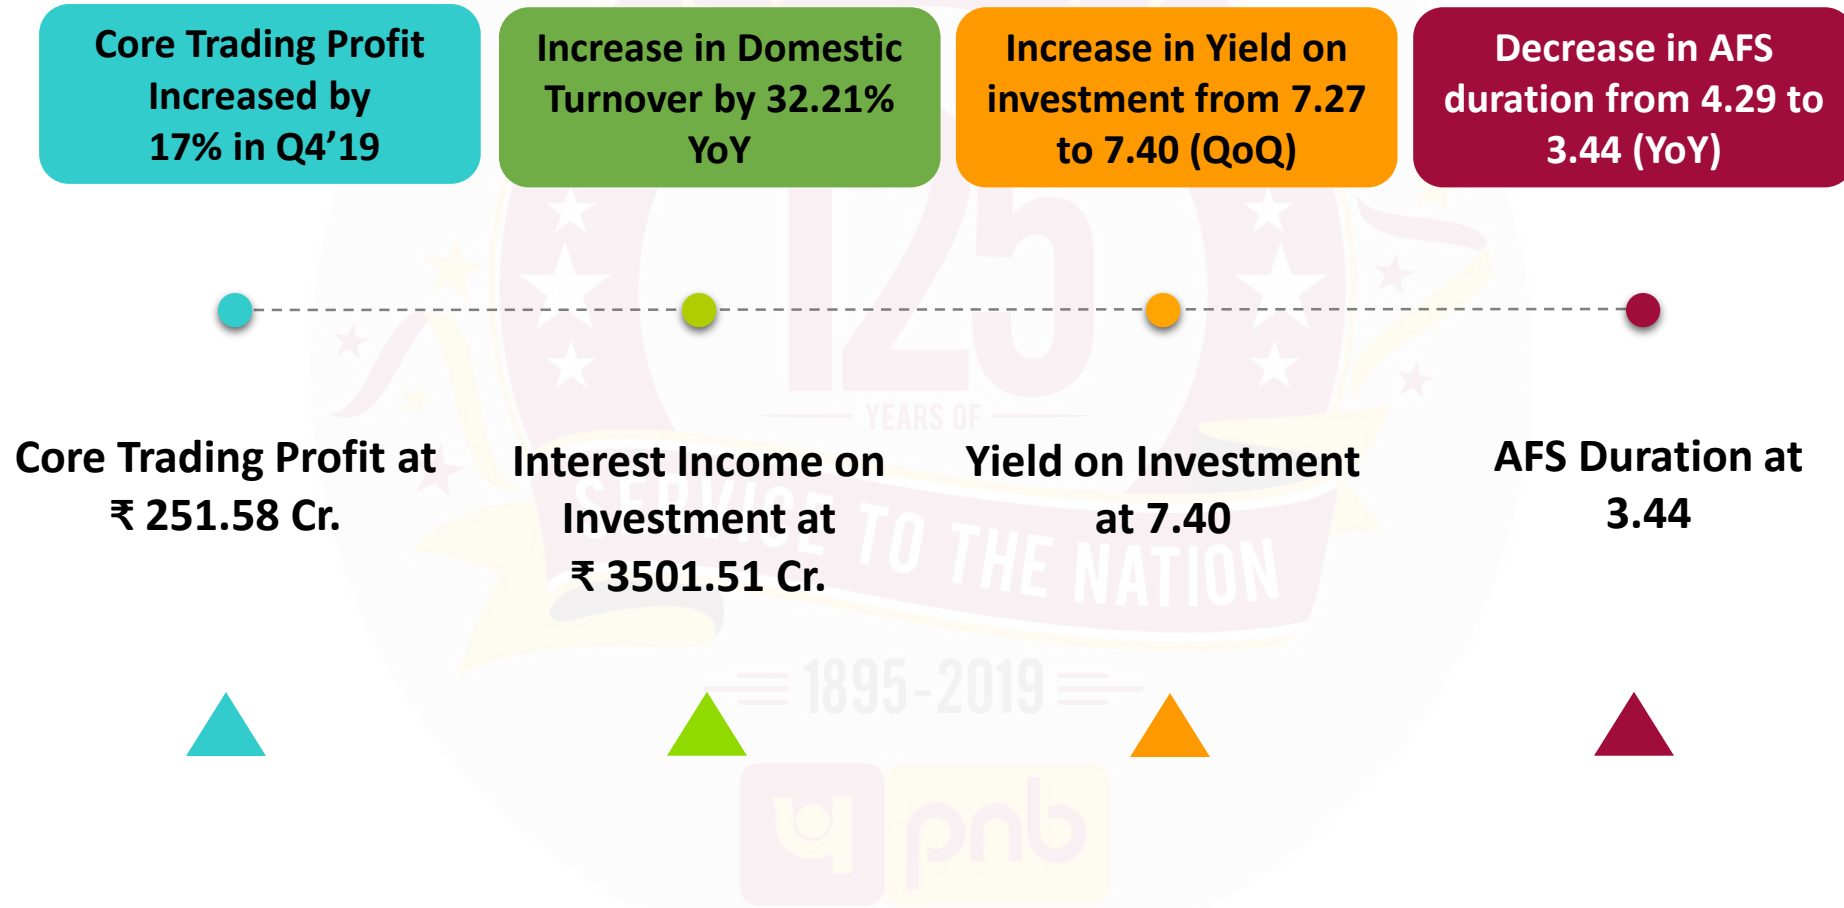 Core Trading Profit
Increased by
17% in Q4’19
Increase in Domestic
Turnover by 32.21%
YoY
Increase in Yield on
investment from 7.27
to 7.40 (QoQ)
Decrease in AFS
duration from 4.29 to
3.44 (YoY)
Core Trading Profit at
₹ 251.58 Cr.
Interest Income on
Investment at
₹ 3501.51 Cr.
Yield on Investment
at 7.40
AFS Duration at
3.44
125
YEARS OF
SERVICE TO THE NATION
1895-2019
pnb